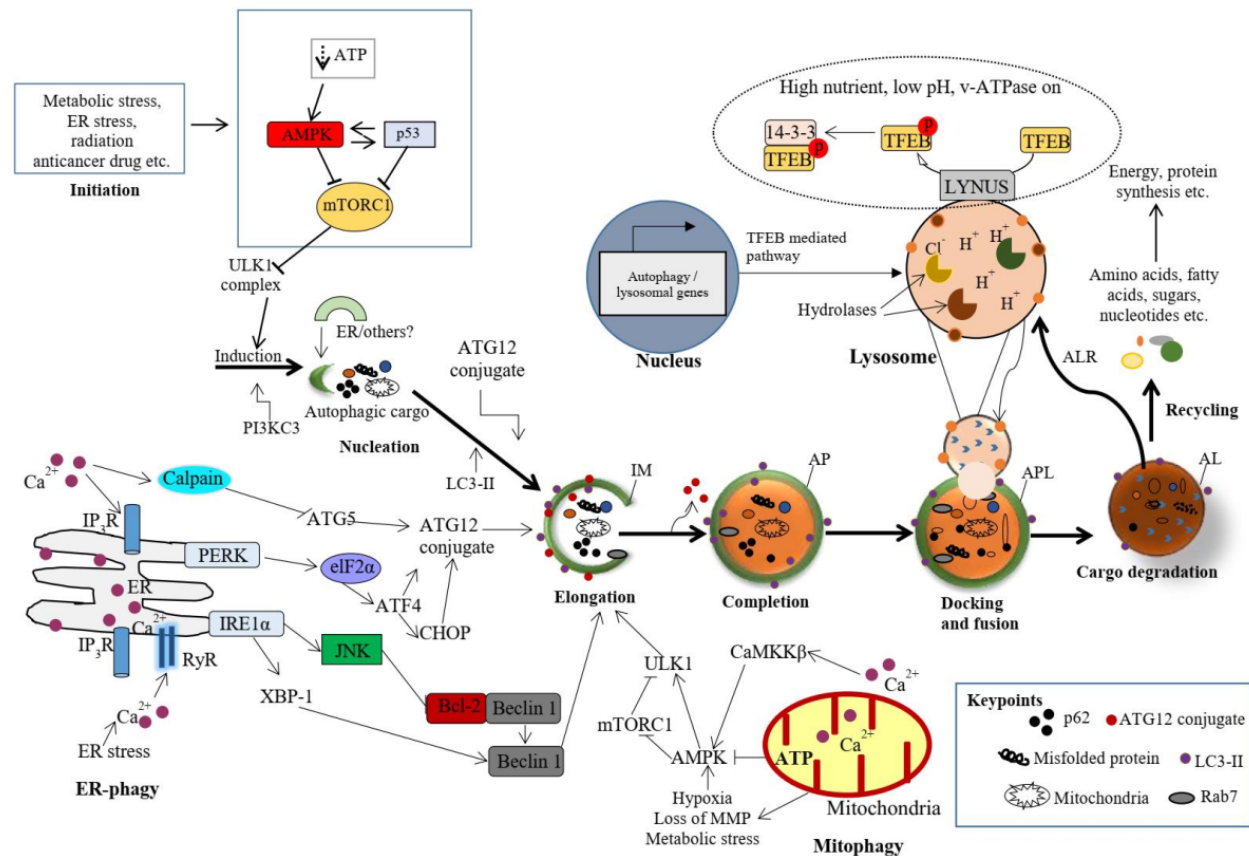 ATP
AMPK
p53
mTORC1
Metabolic stress,
ER stress,
radiation
anticancer drug etc.
Initiation
ULK1
complex
Induction
ER/others?
Autophagic cargo
PI3KC3
Nucleation
ATG12
conjugate
LC3-II
High nutrient, low pH, v-ATPase on
14-3-3
TFEB
P
TFEB
P
TFEB
LYNUS
Nucleus
Autophagy /
lysosomal genes
TFEB mediated
pathway
Hydrolases
Cl⁻
H⁺
H⁺
H⁺
H⁺
Lysosome
Energy, protein
synthesis etc.
Amino acids, fatty
acids, sugars,
nucleotides etc.
ALR
Recycling
Ca²⁺
Calpain
IP₃R
ATG5
ATG12
conjugate
PERK
eIF2α
ATF4
CHOP
ER
Ca²⁺
IRE1α
IP₃R
RyR
JNK
XBP-1
Bcl-2
Beclin 1
Beclin 1
Ca²⁺
ER stress
ER-phagy
IM
Elongation
AP
Completion
APL
Docking
and fusion
AL
Cargo degradation
ULK1
CaMKKβ
Ca²⁺
mTORC1
AMPK
ATP
Ca²⁺
Mitochondria
Hypoxia
Loss of MMP
Metabolic stress
Mitophagy
Keypoints
p62
ATG12 conjugate
Misfolded protein
LC3-II
Mitochondria
Rab7